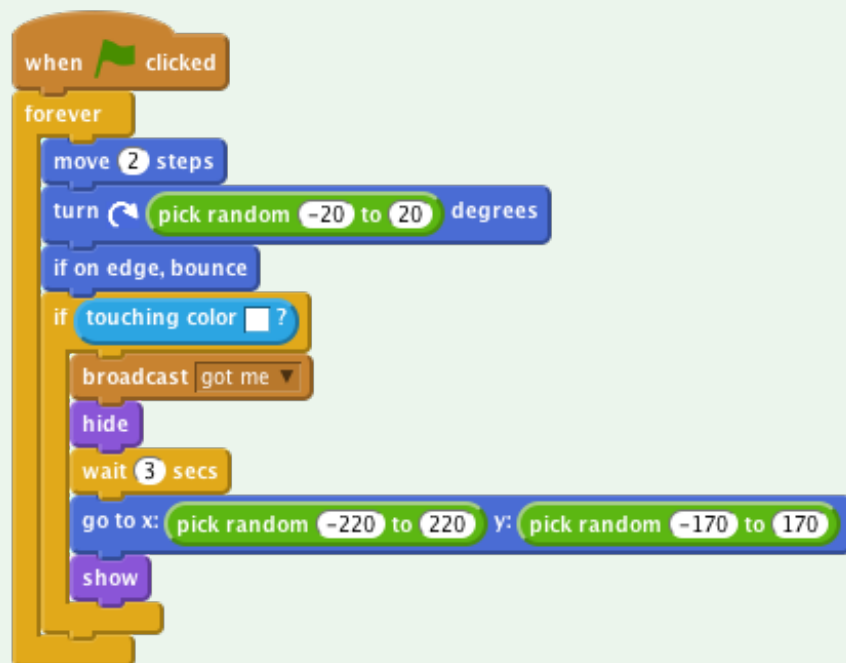 when clicked
forever
move 2 steps
turn pick random -20 to 20 degrees
if on edge, bounce
if touching color ?
broadcast got me
hide
wait 3 secs
go to x: pick random -220 to 220 y: pick random -170 to 170
show